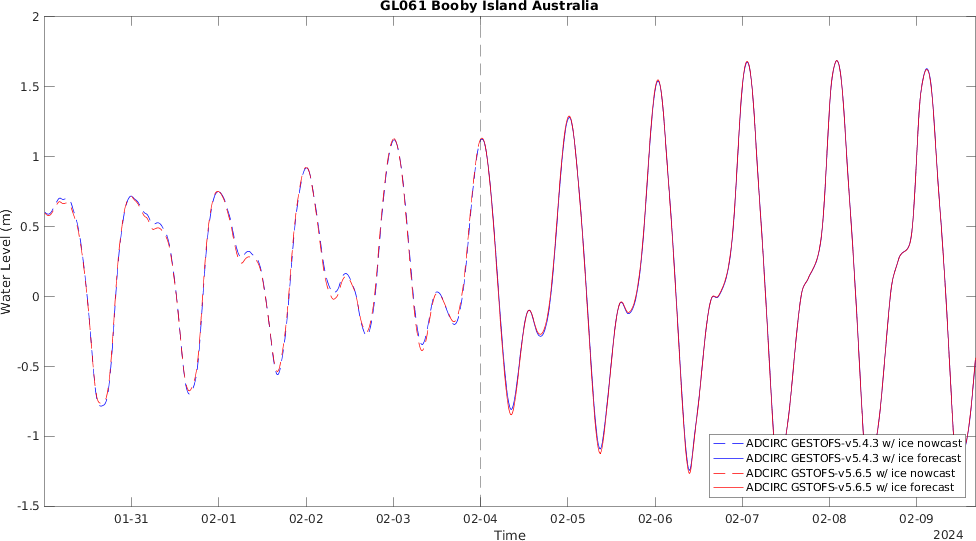 GL061 Booby Island Australia
2
1.5
1
0.5
0
-0.5
-1
-1.5
Water Level (m)
ADCIRC GESTOFS-v5.4.3 w/ ice nowcast
ADCIRC GESTOFS-v5.4.3 w/ ice forecast
ADCIRC GSTOFS-v5.6.5 w/ ice nowcast
ADCIRC GSTOFS-v5.6.5 w/ ice forecast
01-31 02-01 02-02 02-03 02-04 02-05 02-06 02-07 02-08 02-09
Time
2024